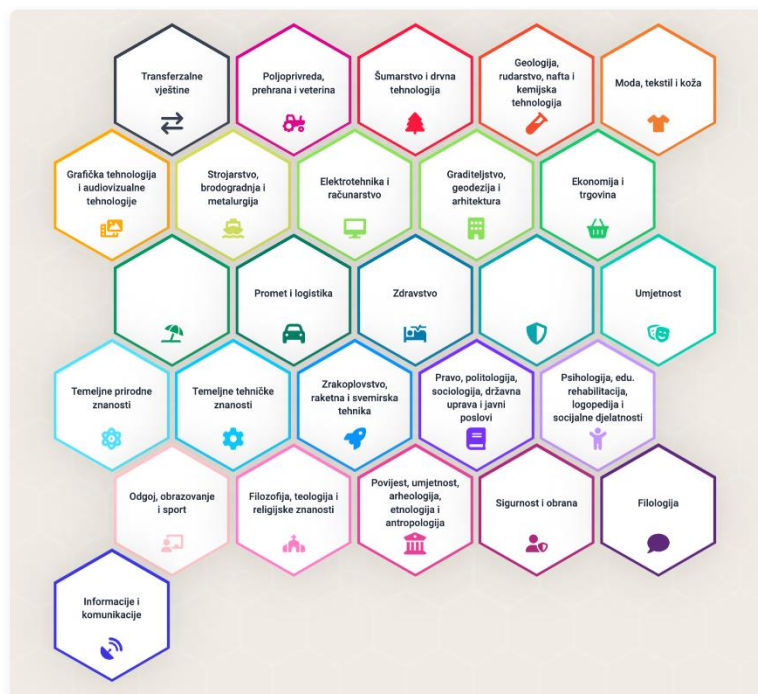 Transferzalne
vještine
Poljoprivreda,
prehrana i veterina
Šumarstvo i drvna
tehnologija
Geologija,
rudarstvo, nafta i
kemijska
tehnologija
Moda, tekstil i koža
Grafička tehnologija
i audiovizualne
tehnologije
Strojarstvo,
brodogradnja i
metalurgija
Elektrotehnika i
računarstvo
Graditeljstvo,
geodezija i
arhitektura
Ekonomija i
trgovina
Promet i logistika
Zdravstvo
Umjetnost
Temeljne prirodne
znanosti
Temeljne tehničke
znanosti
Zrakoplovstvo,
raketna i svemirska
tehnika
Pravo, politologija,
sociologija, državna
uprava i javni
poslovi
Psihologija, edu.
rehabilitacija,
logopedija i
socijalne djelatnosti
Odgoj, obrazovanje
i sport
Filozofija, teologija i
religijske znanosti
Povijest, umjetnost,
arheologija,
etnologija i
antropologija
Sigurnost i obrana
Filologija
Informacije i
komunikacije